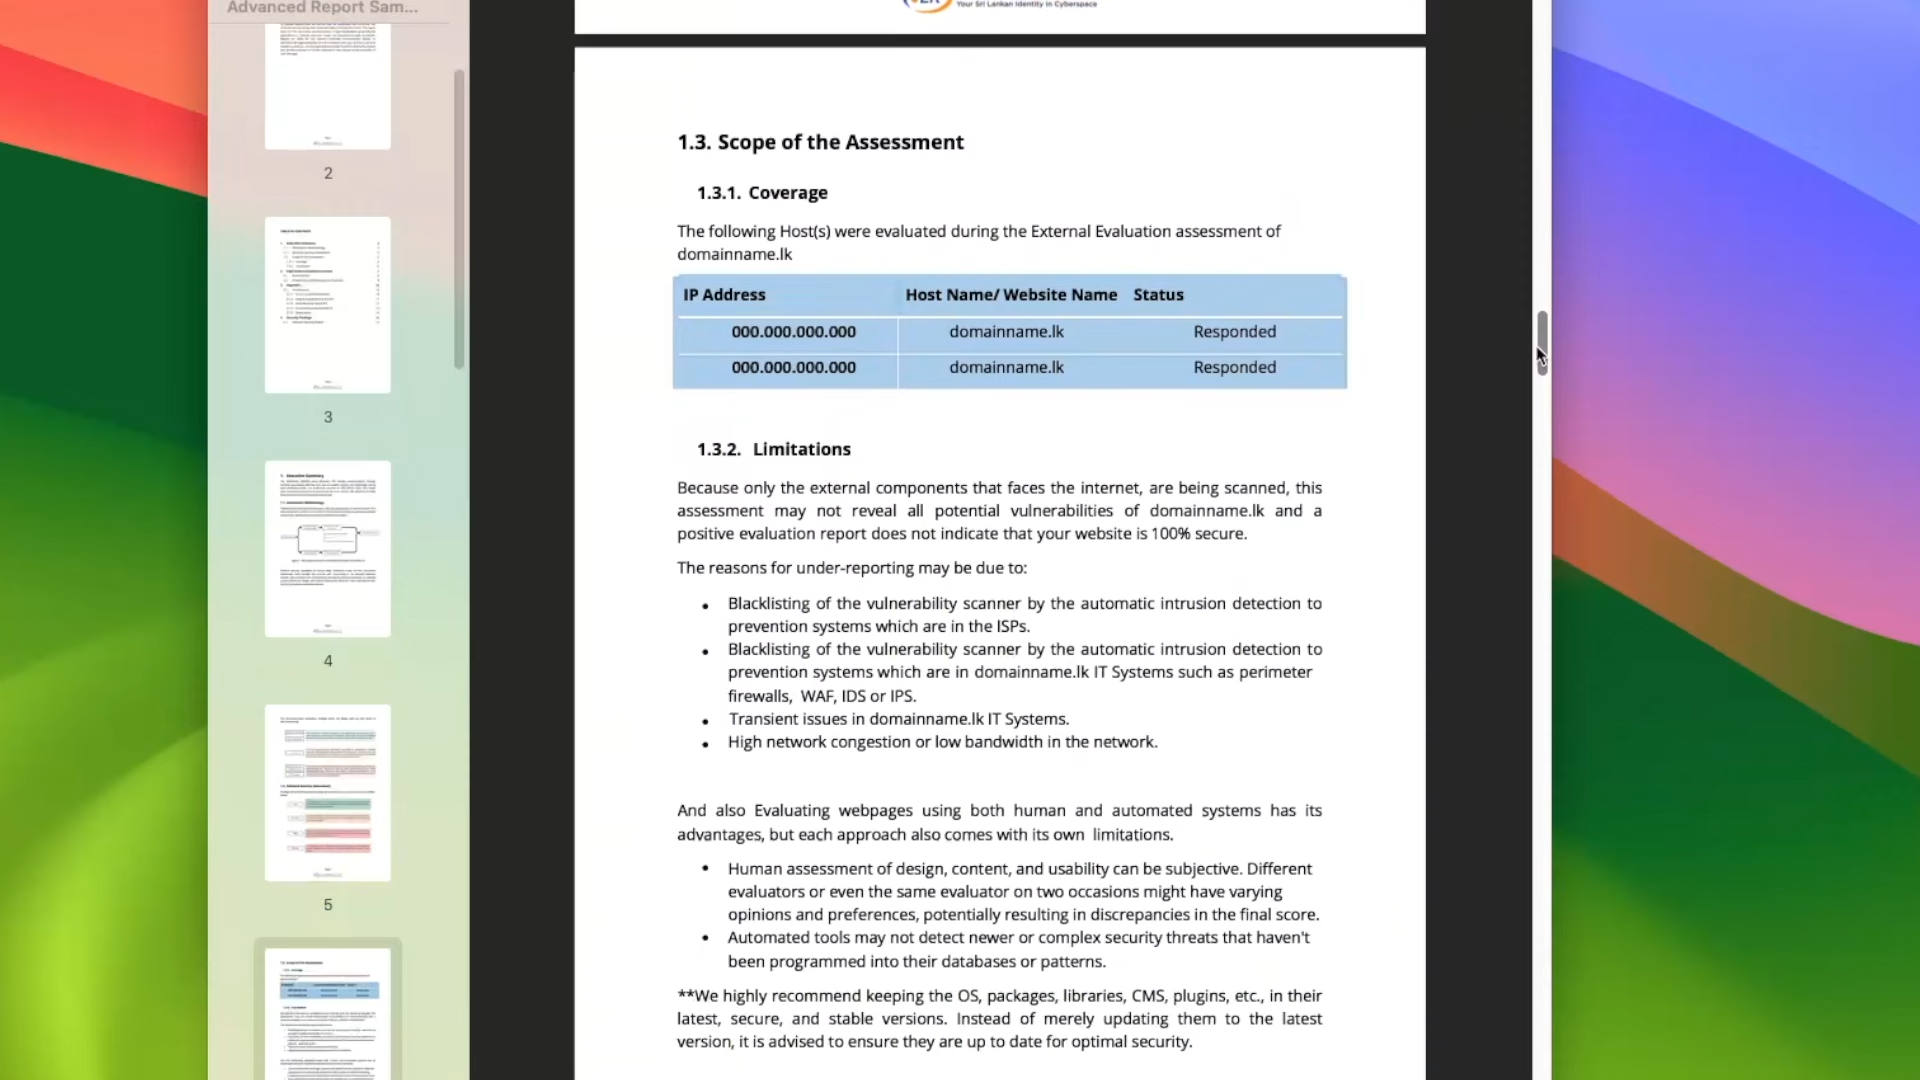 Advanced Report Sam...
Your Sri Lankan Identity in Cyberspace
2
3
4
5
1.3. Scope of the Assessment
1.3.1. Coverage
The following Host(s) were evaluated during the External Evaluation assessment of
domainname.lk
IP Address Host Name/ Website Name Status
000.000.000.000 domainname.lk Responded
000.000.000.000 domainname.lk Responded
1.3.2. Limitations
Because only the external components that faces the internet, are being scanned, this
assessment may not reveal all potential vulnerabilities of domainname.lk and a
positive evaluation report does not indicate that your website is 100% secure.
The reasons for under-reporting may be due to:
• Blacklisting of the vulnerability scanner by the automatic intrusion detection to
prevention systems which are in the ISPs.
• Blacklisting of the vulnerability scanner by the automatic intrusion detection to
prevention systems which are in domainname.lk IT Systems such as perimeter
firewalls, WAF, IDS or IPS.
• Transient issues in domainname.lk IT Systems.
• High network congestion or low bandwidth in the network.
And also Evaluating webpages using both human and automated systems has its
advantages, but each approach also comes with its own limitations.
• Human assessment of design, content, and usability can be subjective. Different
evaluators or even the same evaluator on two occasions might have varying
opinions and preferences, potentially resulting in discrepancies in the final score.
• Automated tools may not detect newer or complex security threats that haven't
been programmed into their databases or patterns.
**We highly recommend keeping the OS, packages, libraries, CMS, plugins, etc., in their
latest, secure, and stable versions. Instead of merely updating them to the latest
version, it is advised to ensure they are up to date for optimal security.